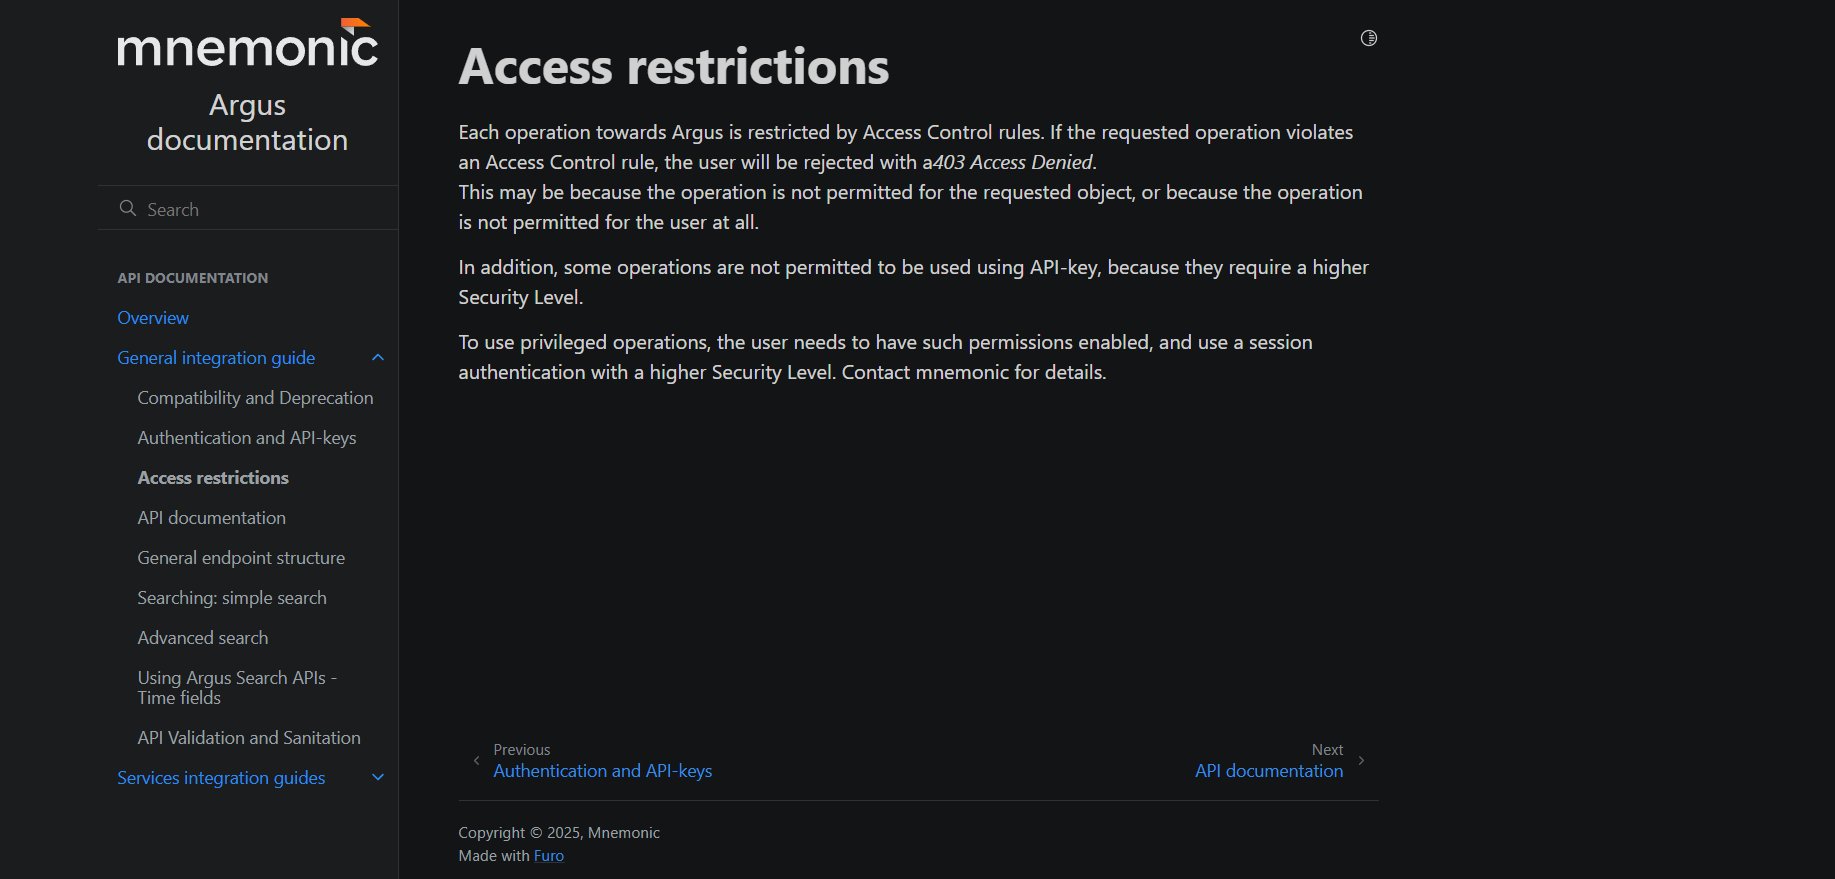 mnemonic
Argus
documentation
Search
API DOCUMENTATION
Overview
General integration guide
Compatibility and Deprecation
Authentication and API-keys
Access restrictions
API documentation
General endpoint structure
Searching: simple search
Advanced search
Using Argus Search APIs -
Time fields
API Validation and Sanitation
Services integration guides
Access restrictions
Each operation towards Argus is restricted by Access Control rules. If the requested operation violates
an Access Control rule, the user will be rejected with a403 Access Denied.
This may be because the operation is not permitted for the requested object, or because the operation
is not permitted for the user at all.
In addition, some operations are not permitted to be used using API-key, because they require a higher
Security Level.
To use privileged operations, the user needs to have such permissions enabled, and use a session
authentication with a higher Security Level. Contact mnemonic for details.
Previous
Authentication and API-keys
Next
API documentation
Copyright © 2025, Mnemonic
Made with Furo